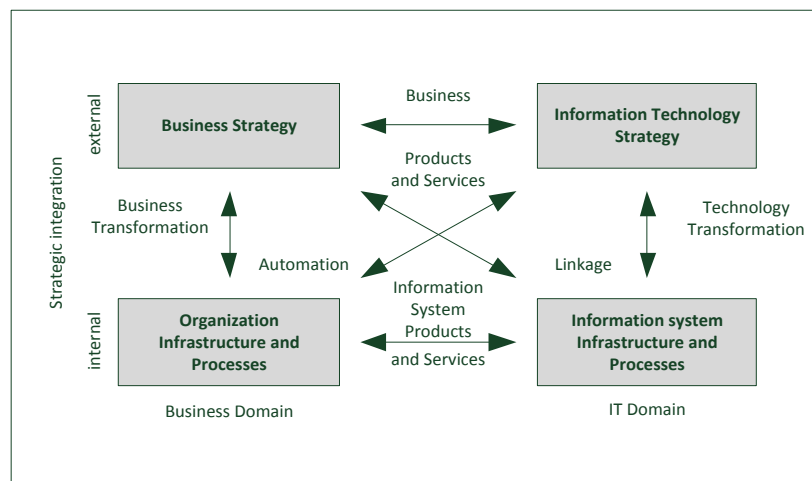 Business
external
Business Strategy
Information Technology
Strategy
Products
and Services
Strategic integration
Business
Transformation
Technology
Transformation
Automation
Linkage
Information
System
Products
and Services
internal
Organization
Infrastructure and
Processes
Information system
Infrastructure and
Processes
Business Domain
IT Domain